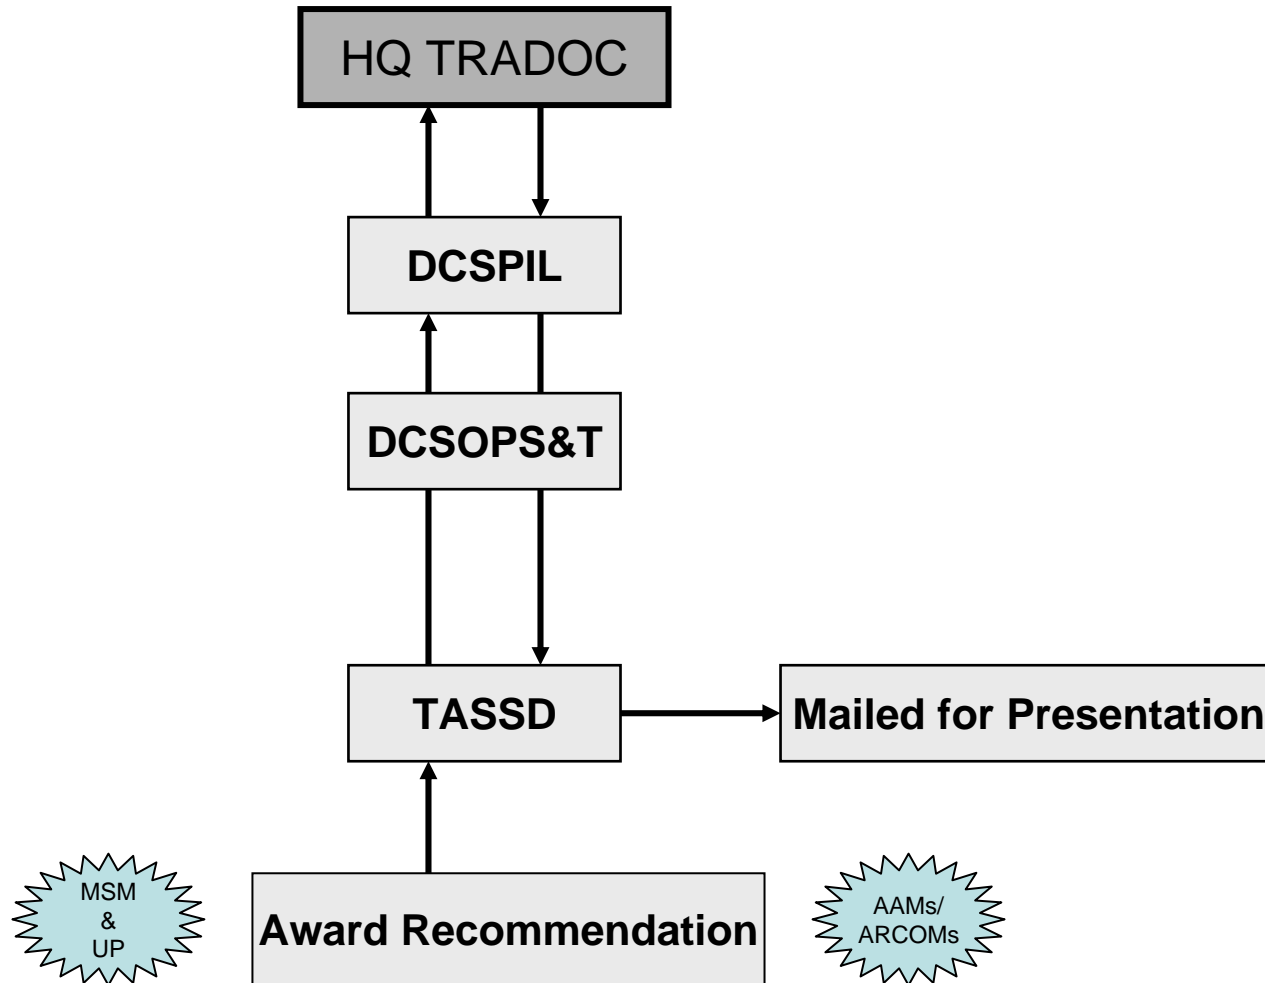 HQ TRADOC
DCSPIL
DCSOPS&T
TASSD
Mailed for Presentation
MSM
&
UP
Award Recommendation
AAMs/
ARCOMs